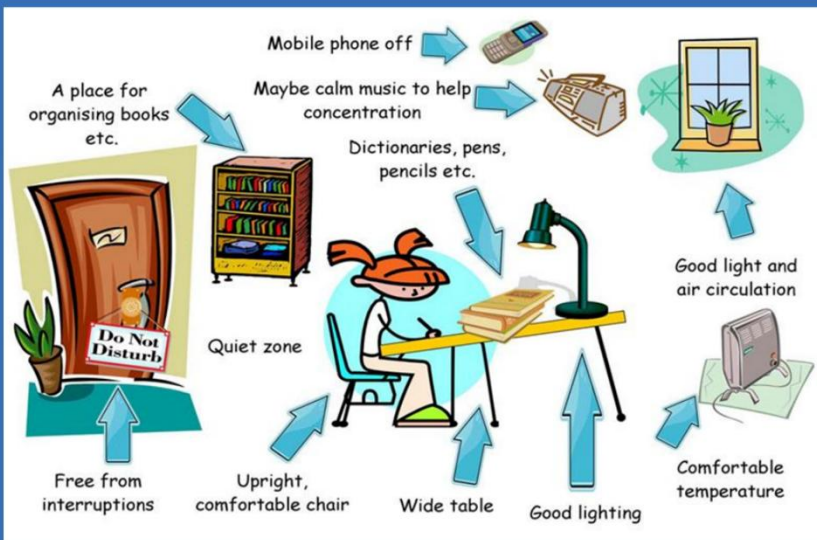 Mobile phone off
A place for
organising books
etc.
Maybe calm music to help
concentration
Dictionaries, pens,
pencils etc.
Good light and
air circulation
Do Not
Disturb
Quiet zone
Free from
interruptions
Upright,
comfortable chair
Wide table
Good lighting
Comfortable
temperature